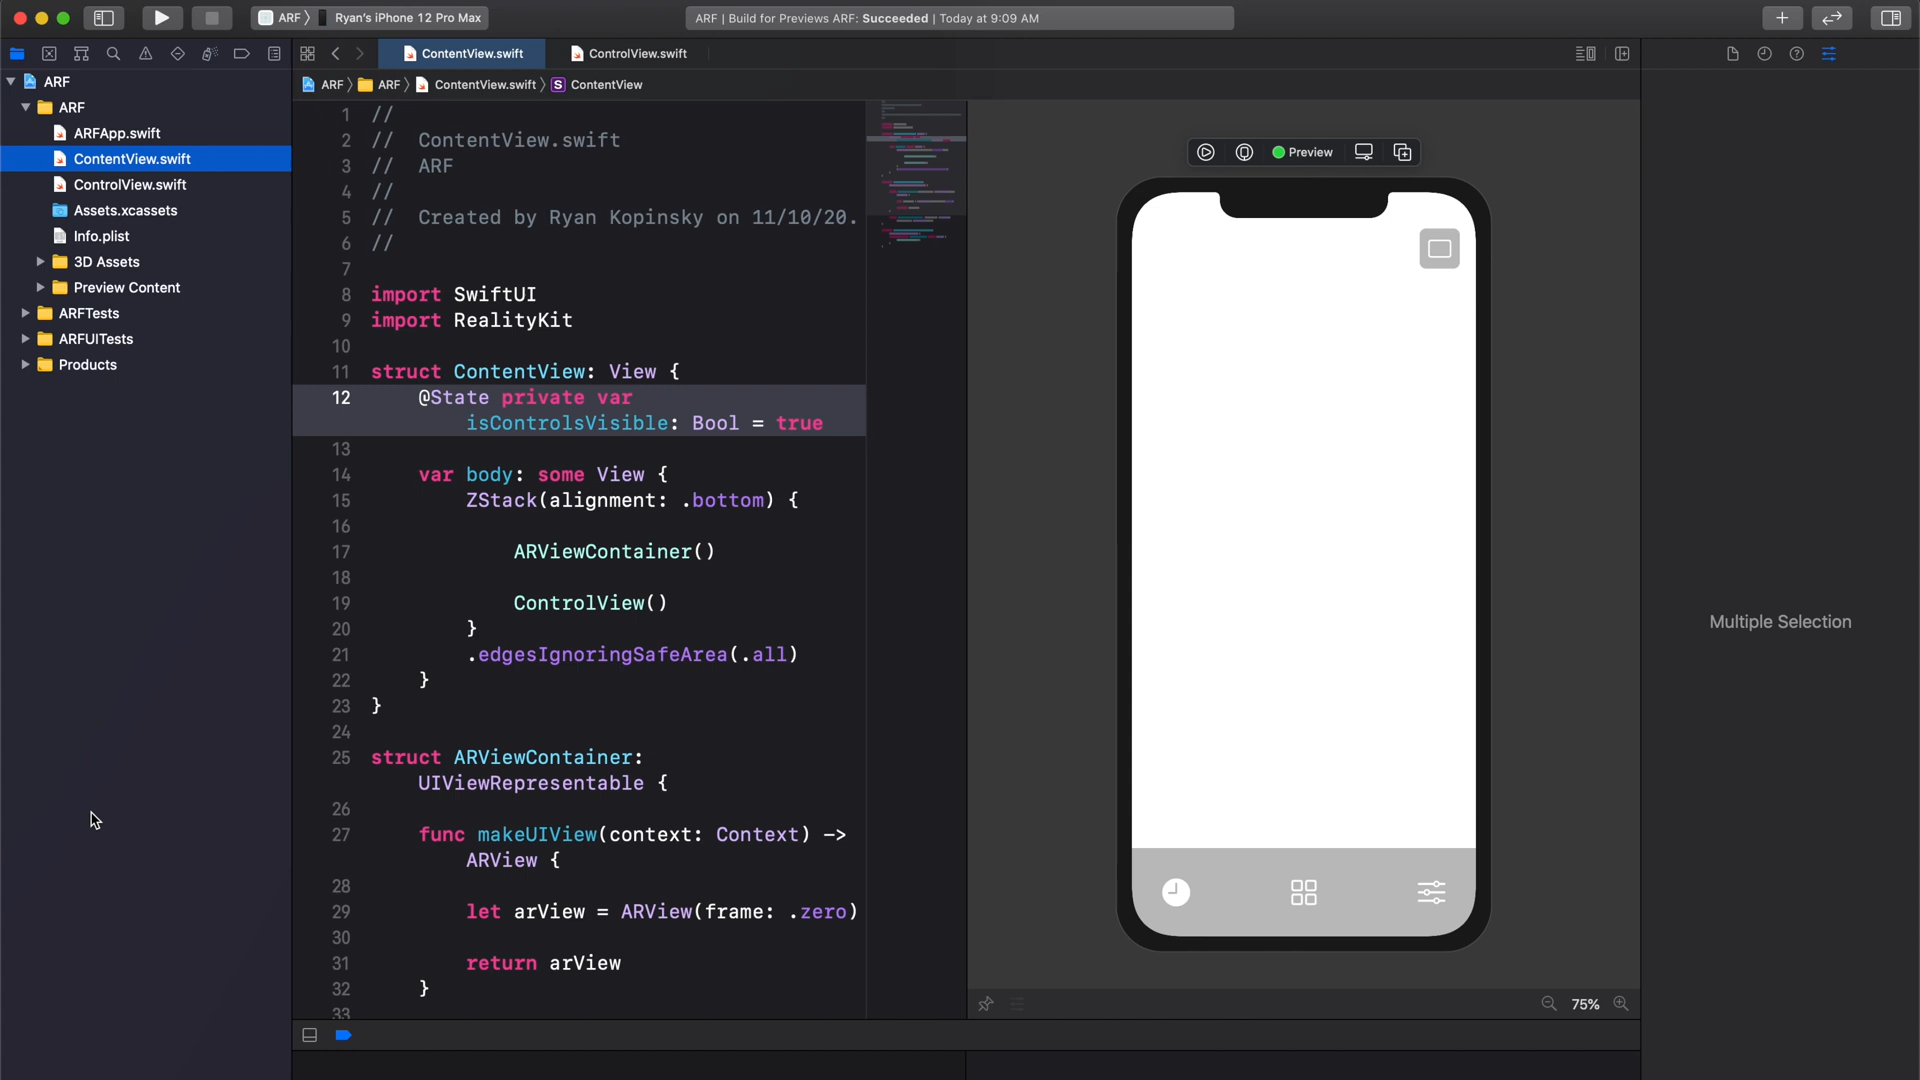 ARF
Ryan's iPhone 12 Pro Max
ARF | Build for Previews ARF: Succeeded | Today at 9:09 AM
ContentView.swift
ControlView.swift
ARF
ARF
ContentView.swift
S
ContentView
ARF
ARF
ARFApp.swift
ContentView.swift
ControlView.swift
Assets.xcassets
Info.plist
3D Assets
Preview Content
ARFTests
ARFUITests
Products
1 //
2 // ContentView.swift
3 // ARF
4 //
5 // Created by Ryan Kopinsky on 11/10/20.
6 //
7
8 import SwiftUI
9 import RealityKit
10
11 struct ContentView: View {
12 @State private var
isControlsVisible: Bool = true
13
14 var body: some View {
15 ZStack(alignment: .bottom) {
16
17 ARViewContainer()
18
19 ControlView()
20 }
21 .edgesIgnoringSafeArea(.all)
22 }
23 }
24
25 struct ARViewContainer:
UIViewRepresentable {
26
27 func makeUIView(context: Context) ->
ARView {
28
29 let arView = ARView(frame: .zero)
30
31 return arView
32 }
33
Preview
75%
Multiple Selection